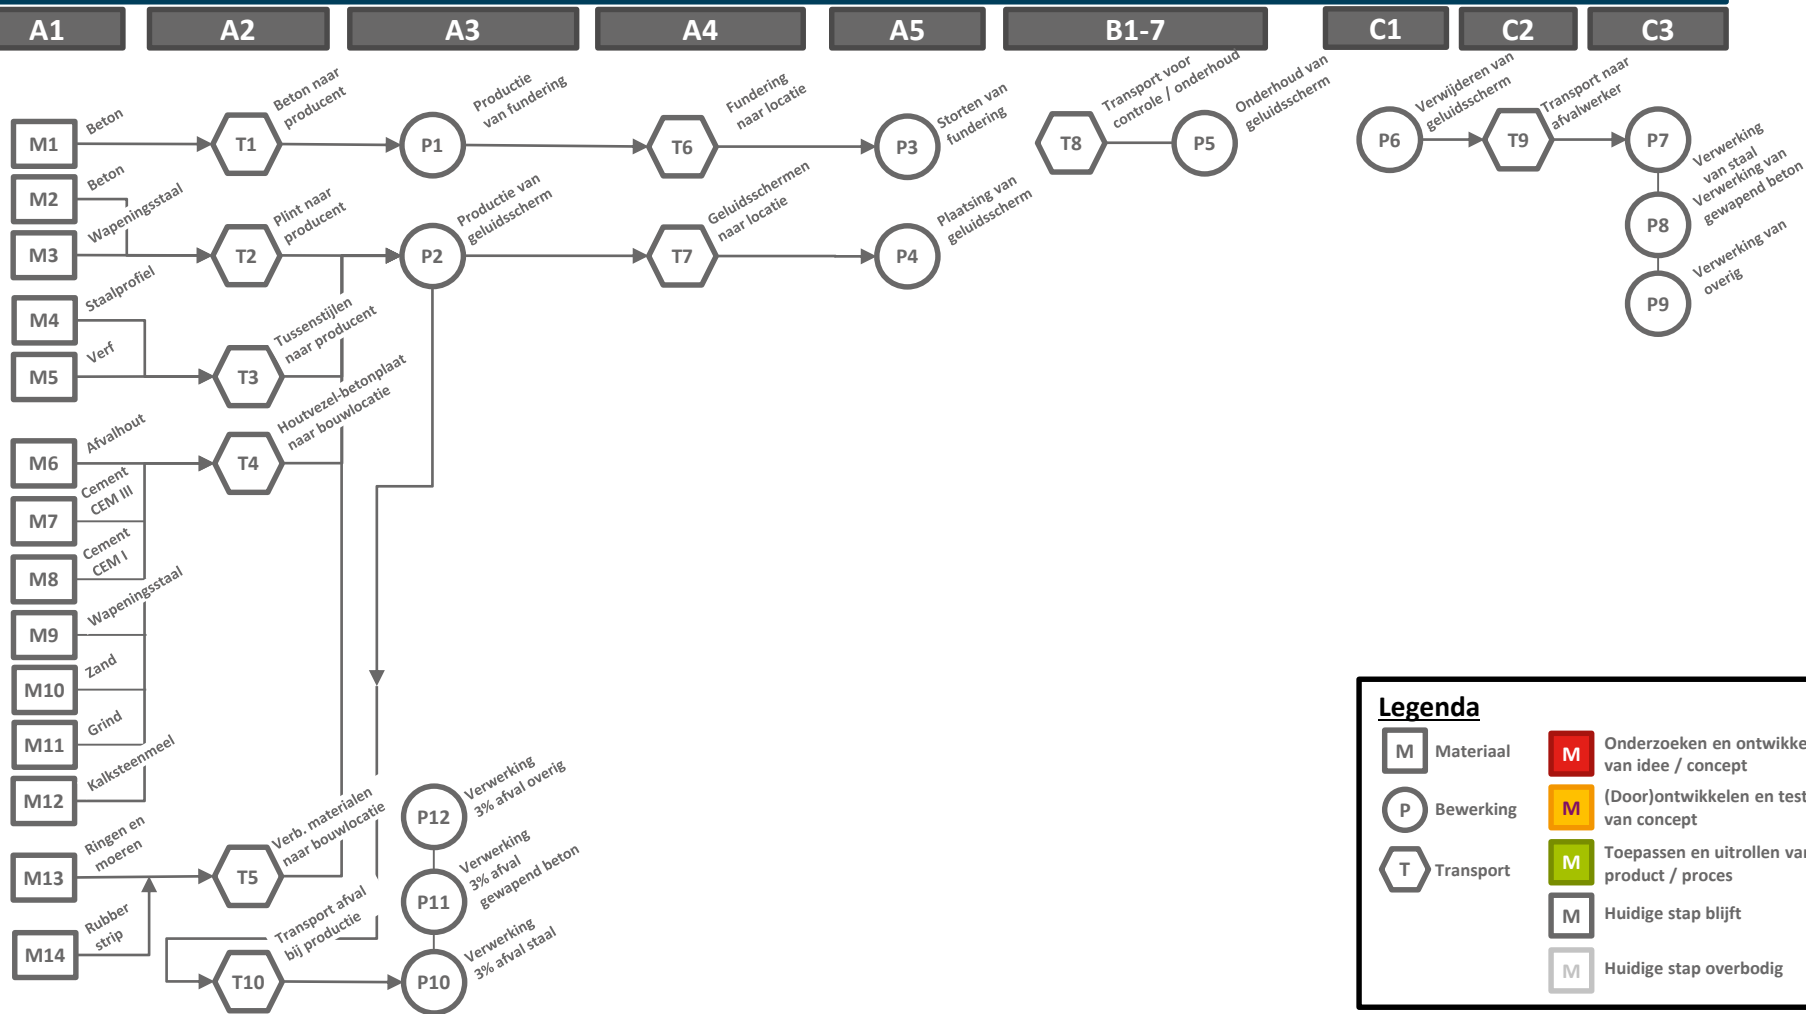 A1
A2
A3
A4
A5
B1-7
C1
C2
C3
M1
Beton
T1
Beton naar
producent
P1
Productie
van fundering
T6
Fundering
naar locatie
P3
Storten van
fundering
T8
Transport voor
controle / onderhoud
P5
Onderhoud van
geluidsscherm
P6
Verwijderen van
geluidsscherm
T9
Transport naar
afvalwerker
P7
Verwerking
van staal
M2
Beton
M3
Wapeningsstaal
T2
Plint naar
producent
P2
Productie van
geluidsscherm
T7
Geluidsschermen
naar locatie
P4
Plaatsing van
geluidsscherm
P8
Verwerking van
gewapend beton
P9
Verwerking van
overig
M4
Staalprofiel
M5
Verf
T3
Tussenstijlen
naar producent
M6
Afvalhout
T4
Houtvezel-betonplaat
naar bouwlocatie
M7
Cement
CEM III
M8
Cement
CEM I
M9
Wapeningsstaal
M10
Zand
M11
Grind
M12
Kalksteenmeel
M13
Ringen en
moeren
T5
Verb. materialen
naar bouwlocatie
M14
Rubber
strip
T10
Transport afval
bij productie
P12
Verwerking
3% afval overig
P11
Verwerking
3% afval
gewapend beton
P10
Verwerking
3% afval staal
Legenda
M Materiaal
P Bewerking
T Transport
M Onderzoeken en ontwikke
van idee / concept
M (Door)ontwikkelen en test
van concept
M Toepassen en uitrollen van
product / proces
M Huidige stap blijft
M Huidige stap overbodig